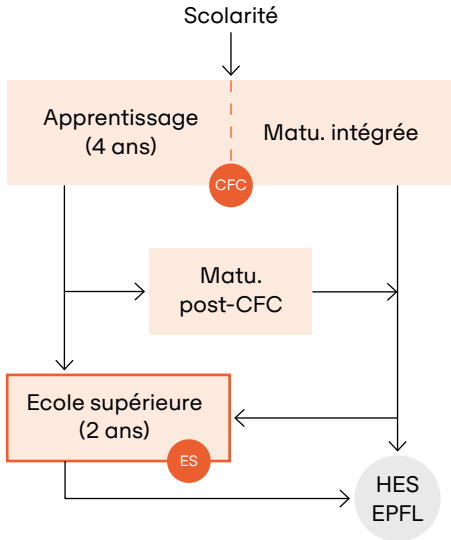 Scolarité
Apprentissage
(4 ans)
Matu. intégrée
CFC
Matu.
post-CFC
Ecole supérieure
(2 ans)
ES
HES
EPFL